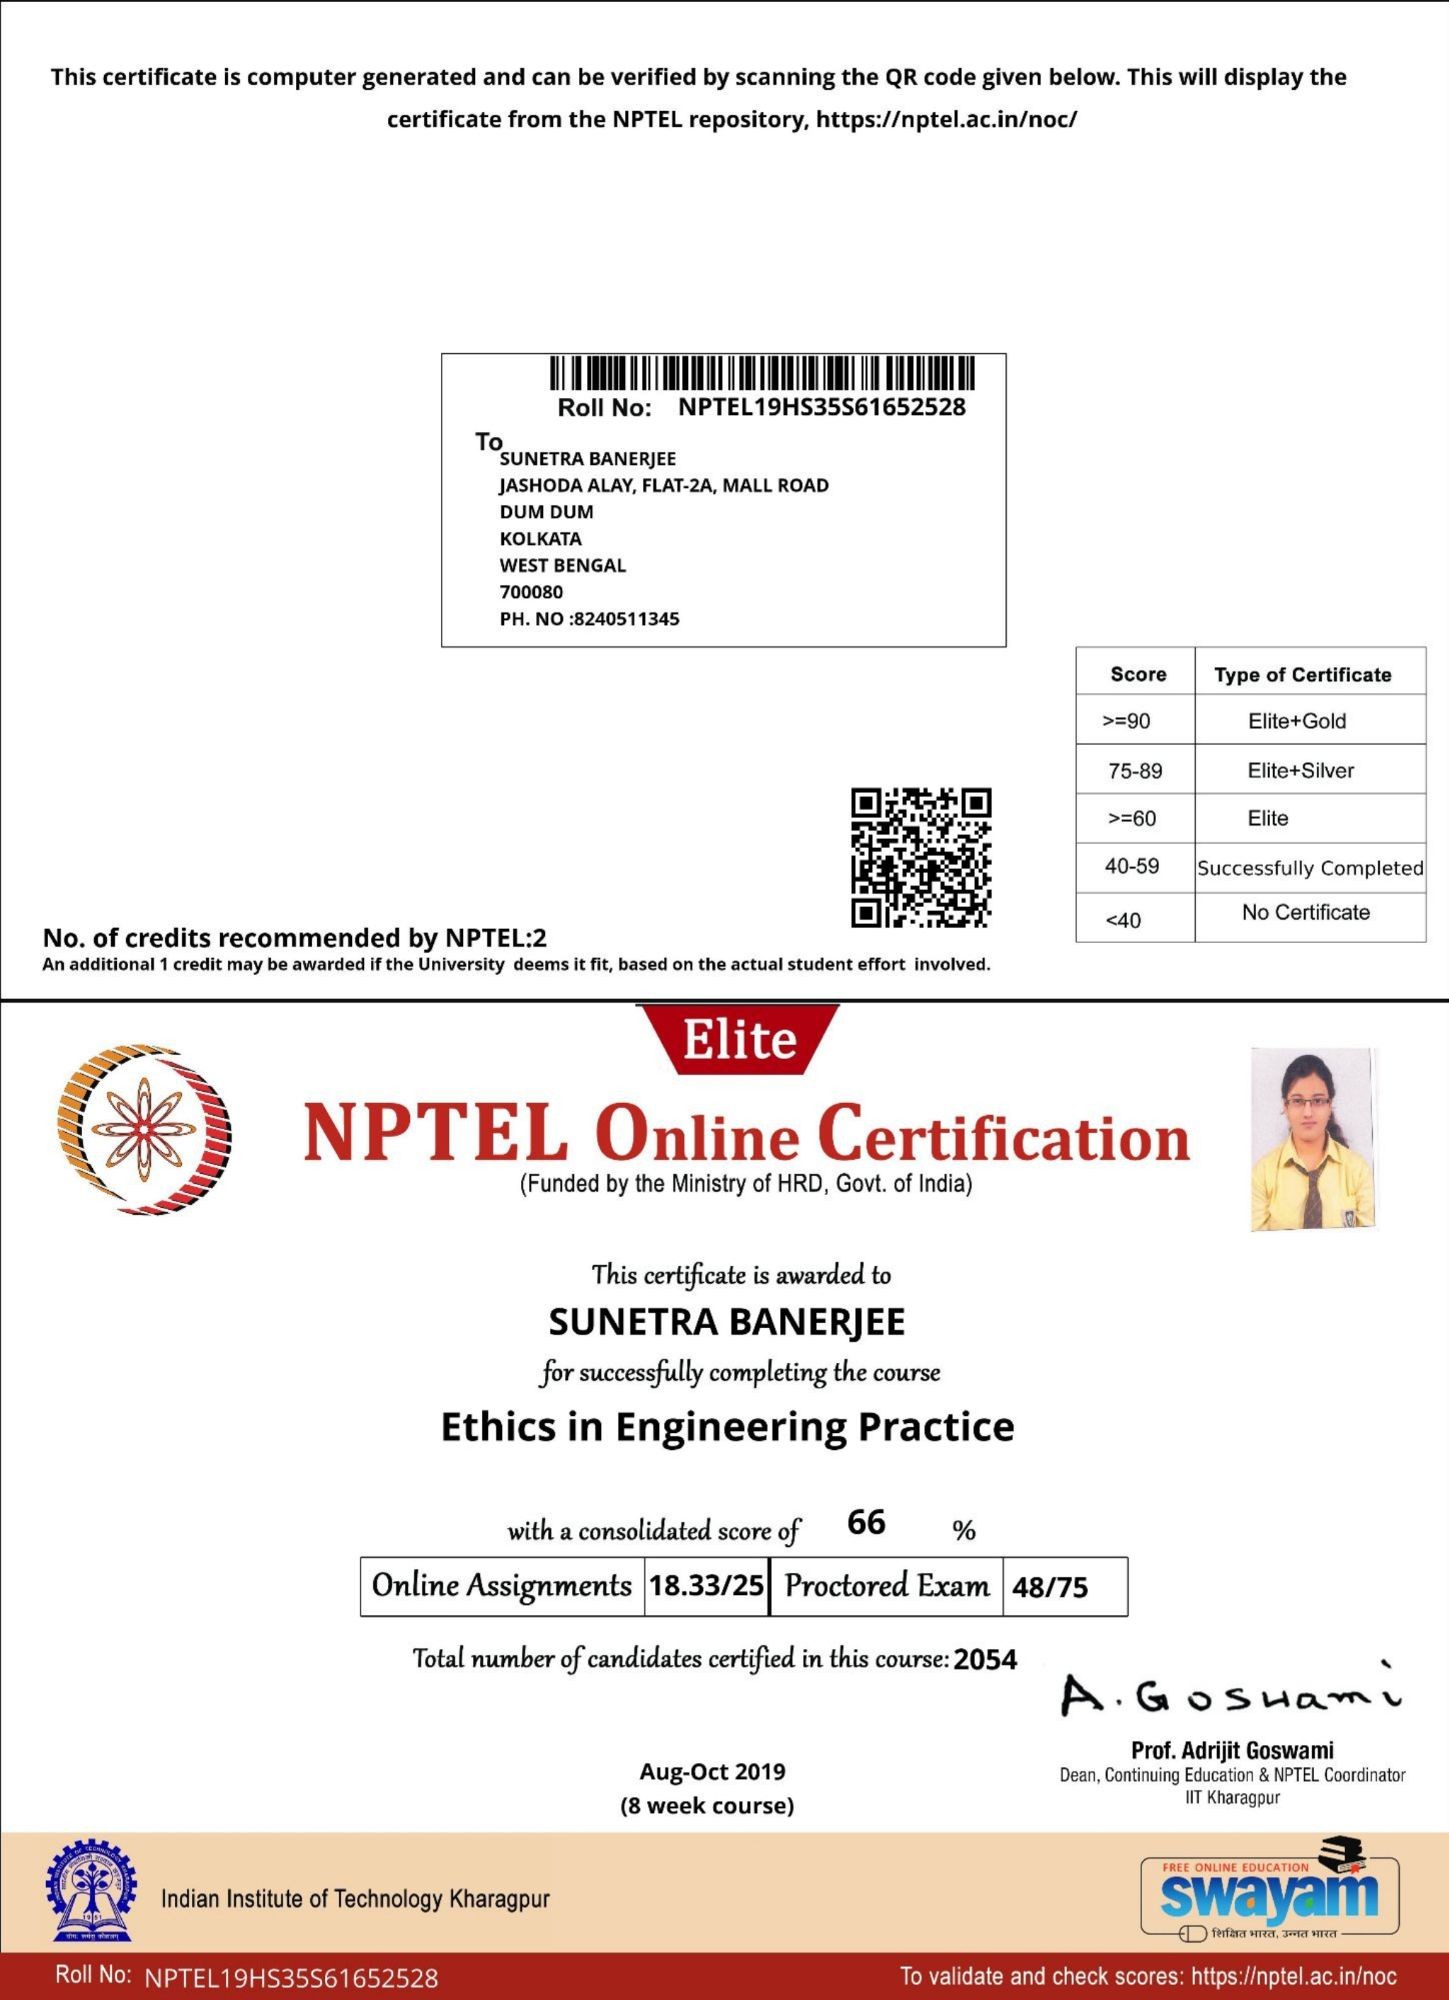 This certificate is computer generated and can be verified by scanning the QR code given below. This will display the
certificate from the NPTEL repository, https://nptel.ac.in/noc/
Roll No: NPTEL19HS35S61652528
To
SUNETRA BANERJEE
JASHODA ALAY, FLAT-2A, MALL ROAD
DUM DUM
KOLKATA
WEST BENGAL
700080
PH. NO :8240511345
Score Type of Certificate
>=90 Elite+Gold
75-89 Elite+Silver
>=60 Elite
40-59 Successfully Completed
<40 No Certificate
No. of credits recommended by NPTEL:2
An additional 1 credit may be awarded if the University deems it fit, based on the actual student effort involved.
Elite
NPTEL Online Certification
(Funded by the Ministry of HRD, Govt. of India)
This certificate is awarded to
SUNETRA BANERJEE
for successfully completing the course
Ethics in Engineering Practice
with a consolidated score of 66 %
Online Assignments 18.33/25 Proctored Exam 48/75
Total number of candidates certified in this course: 2054
A. Goswami
Prof. Adrijit Goswami
Dean, Continuing Education & NPTEL Coordinator
IIT Kharagpur
Aug-Oct 2019
(8 week course)
Indian Institute of Technology Kharagpur
FREE ONLINE EDUCATION
swayam
शिक्षित भारत, उन्नत भारत
Roll No: NPTEL19HS35S61652528
To validate and check scores: https://nptel.ac.in/noc